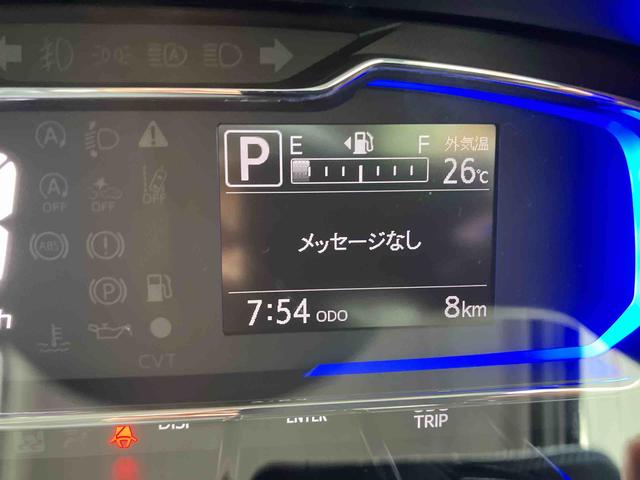 A
A
P
E
F
外気温
26℃
A
OFF
OFF
OFF
ABS
メッセージなし
P
7:54 ODO 8km
h
CVT
DISP
ENTER
TRIP